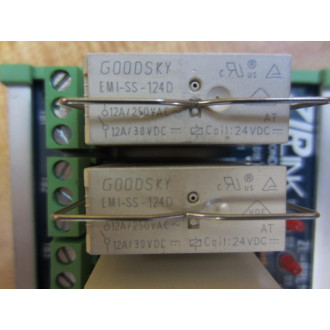 GOODSKY
EMI-SS-124D
12A/250VAC~
12A/30VDC
Coil:24VDC
AT
GOODSKY
EMI-SS-124D
12A/250VAC~
12A/30VDC
Coil:24VDC
AT